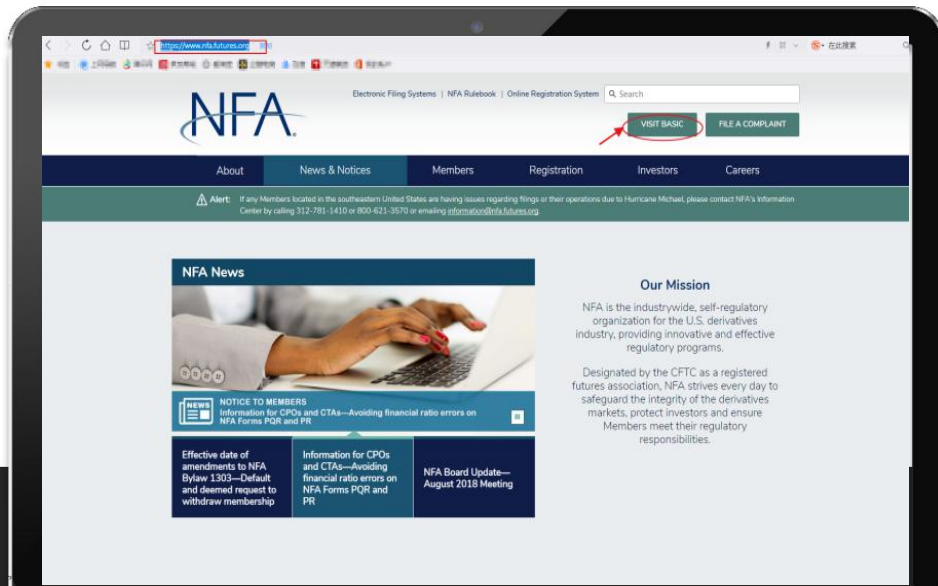 https://www.nfa.futures.org
在此搜索
NFA
Electronic Filing Systems | NFA Rulebook | Online Registration System
Search
VISIT BASIC
FILE A COMPLAINT
About
News & Notices
Members
Registration
Investors
Careers
Alert: If any Members located in the southeastern United States are having issues regarding filings or their operations due to Hurricane Michael, please contact NFA's Information
Center by calling 312-781-1410 or 800-621-3570 or emailing information@nfa.futures.org.
NFA News
NEWS
NOTICE TO MEMBERS
Information for CPOs and CTAs—Avoiding financial ratio errors on
NFA Forms PQR and PR
Effective date of
amendments to NFA
Bylaw 1303—Default
and deemed request to
withdraw membership
Information for CPOs
and CTAs—Avoiding
financial ratio errors on
NFA Forms PQR and
PR
NFA Board Update—
August 2018 Meeting
Our Mission
NFA is the industrywide, self-regulatory
organization for the U.S. derivatives
industry, providing innovative and effective
regulatory programs.
Designated by the CFTC as a registered
futures association, NFA strives every day to
safeguard the integrity of the derivatives
markets, protect investors and ensure
Members meet their regulatory
responsibilities.